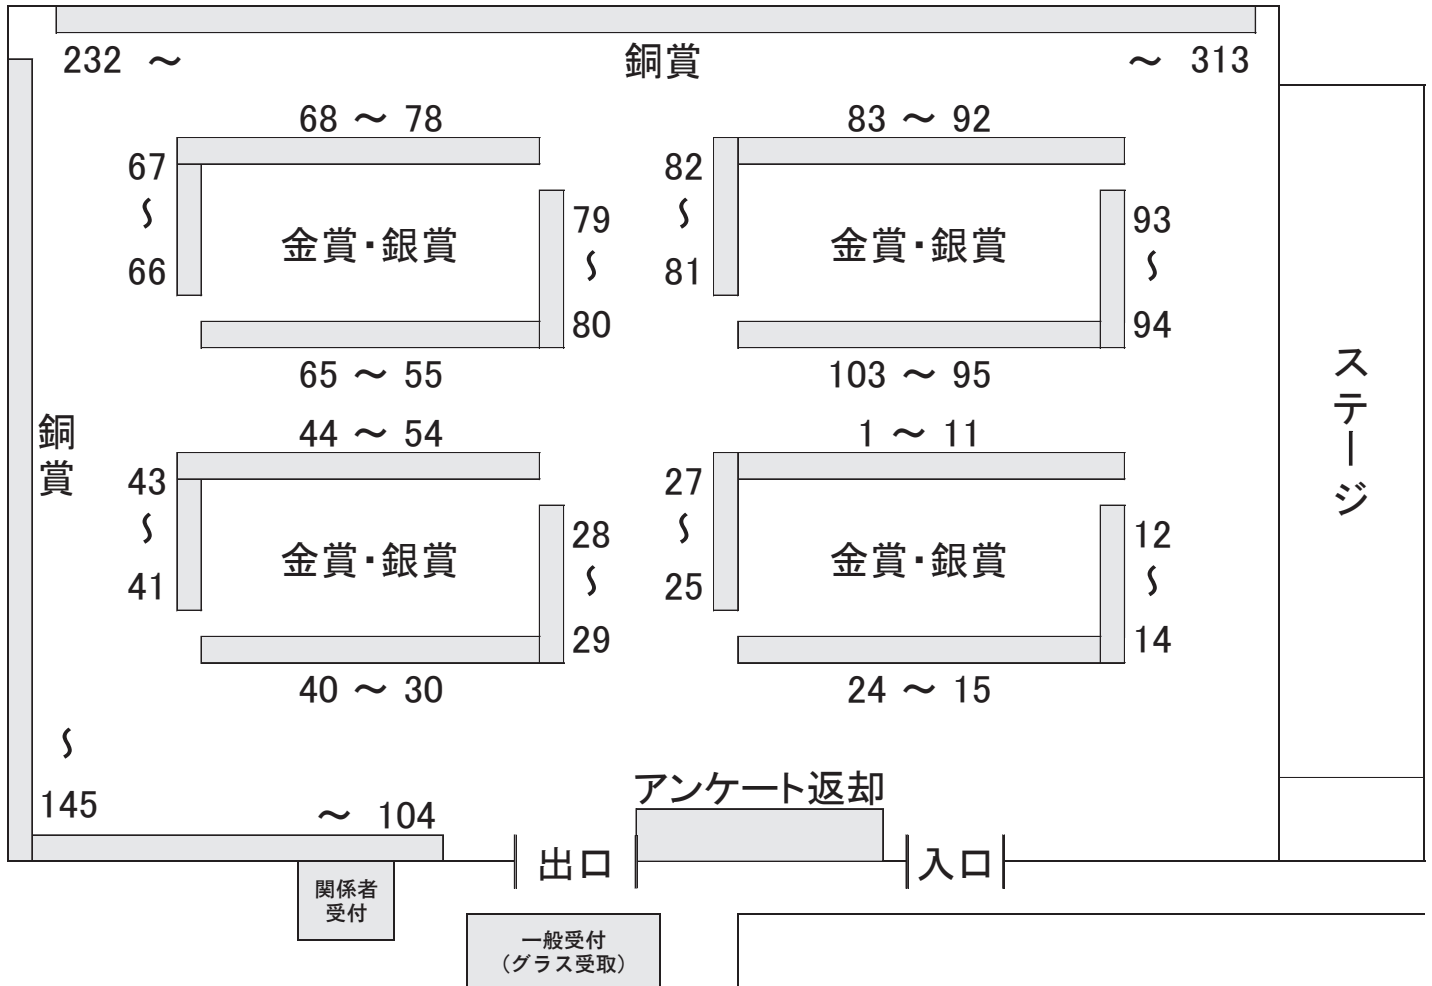 232 ～ 銅賞 ～ 313
68 ～ 78
67
～
66
金賞・銀賞
79
～
80
65 ～ 55
83 ～ 92
82
～
81
金賞・銀賞
93
～
94
103 ～ 95
銅賞
44 ～ 54
43
～
41
金賞・銀賞
28
～
29
40 ～ 30
1 ～ 11
27
～
25
金賞・銀賞
12
～
14
24 ～ 15
ステージ
～
145
～ 104
アンケート返却
出口
入口
関係者
受付
一般受付
（グラス受取）